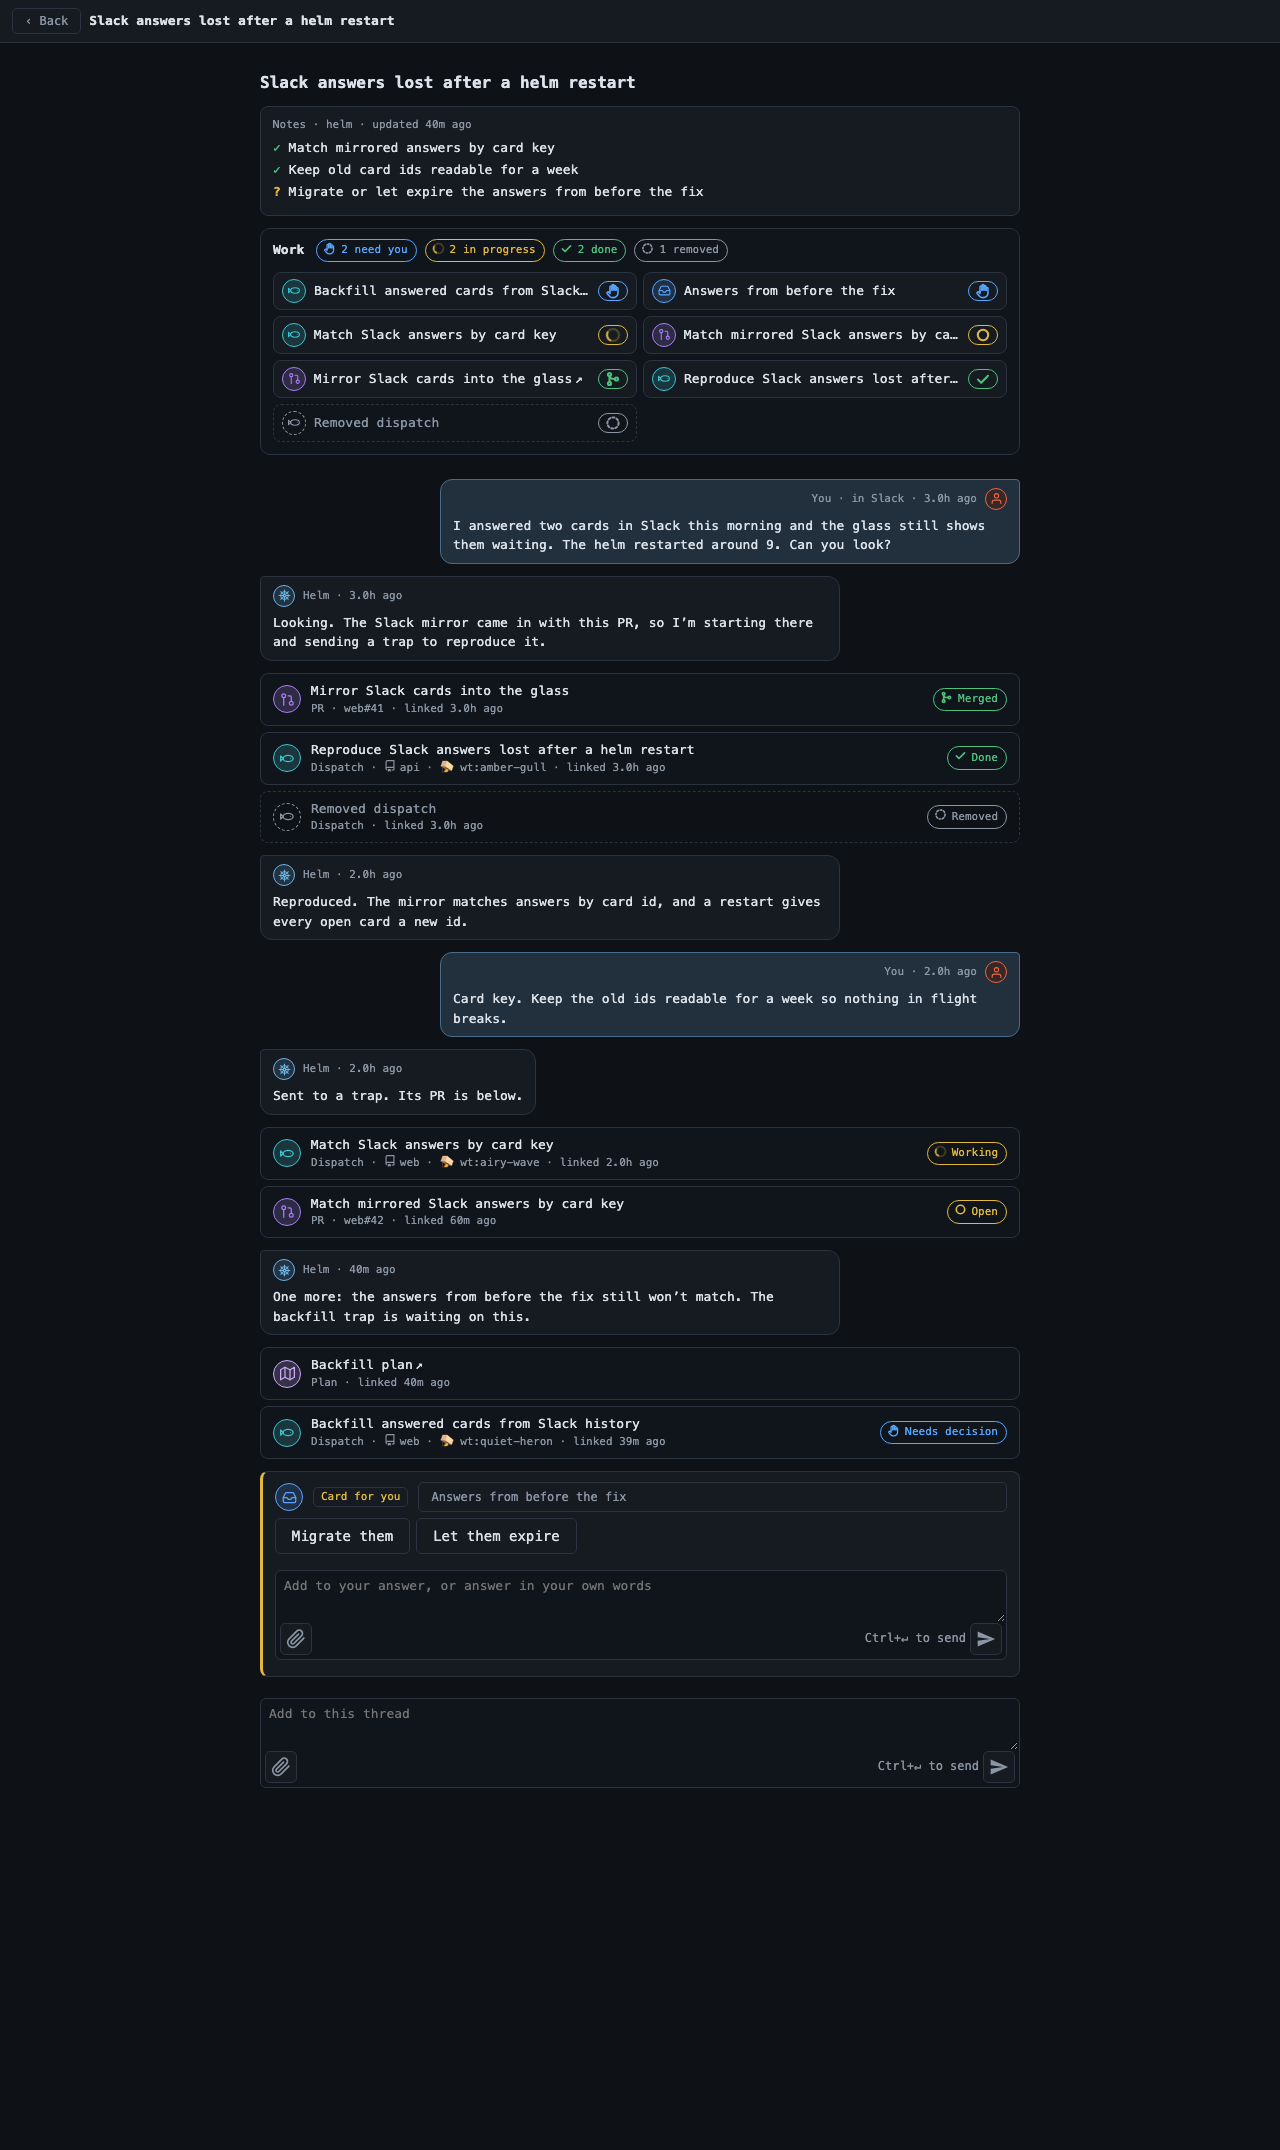 ‹ Back
Slack answers lost after a helm restart
Slack answers lost after a helm restart
Notes · helm · updated 40m ago
✓ Match mirrored answers by card key
✓ Keep old card ids readable for a week
? Migrate or let expire the answers from before the fix
Work
2 need you
2 in progress
2 done
1 removed
Backfill answered cards from Slack…
Answers from before the fix
Match Slack answers by card key
Match mirrored Slack answers by ca…
Mirror Slack cards into the glass↗
Reproduce Slack answers lost after…
Removed dispatch
You · in Slack · 3.0h ago
I answered two cards in Slack this morning and the glass still shows
them waiting. The helm restarted around 9. Can you look?
Helm · 3.0h ago
Looking. The Slack mirror came in with this PR, so I’m starting there
and sending a trap to reproduce it.
Mirror Slack cards into the glass
PR · web#41 · linked 3.0h ago
Merged
Reproduce Slack answers lost after a helm restart
Dispatch · api · wt:amber-gull · linked 3.0h ago
Done
Removed dispatch
Dispatch · linked 3.0h ago
Removed
Helm · 2.0h ago
Reproduced. The mirror matches answers by card id, and a restart gives
every open card a new id.
You · 2.0h ago
Card key. Keep the old ids readable for a week so nothing in flight
breaks.
Helm · 2.0h ago
Sent to a trap. Its PR is below.
Match Slack answers by card key
Dispatch · web · wt:airy-wave · linked 2.0h ago
Working
Match mirrored Slack answers by card key
PR · web#42 · linked 60m ago
Open
Helm · 40m ago
One more: the answers from before the fix still won’t match. The
backfill trap is waiting on this.
Backfill plan↗
Plan · linked 40m ago
Backfill answered cards from Slack history
Dispatch · web · wt:quiet-heron · linked 39m ago
Needs decision
Card for you
Answers from before the fix
Migrate them
Let them expire
Add to your answer, or answer in your own words
Ctrl+↵ to send
Add to this thread
Ctrl+↵ to send